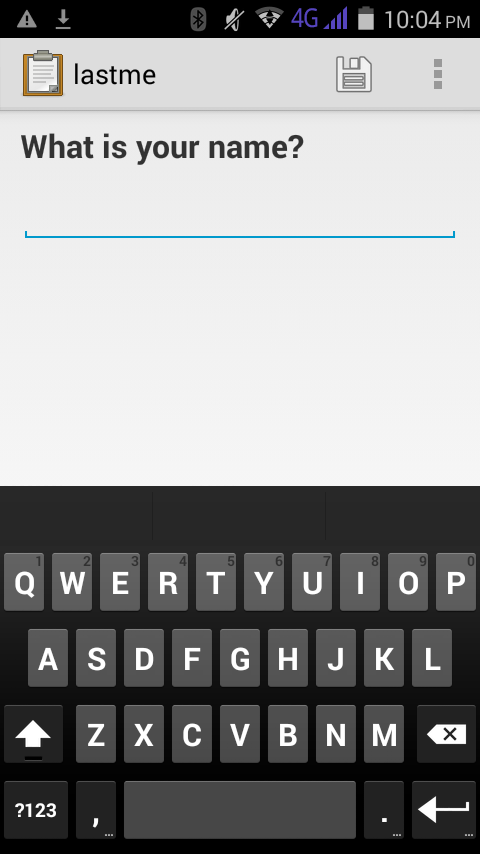 4G 10:04 PM
lastme
What is your name?
1 2 3 4 5 6 7 8 9 0
Q W E R T Y U I O P
A S D F G H J K L
Z X C V B N M
?123 , ... . ... ...